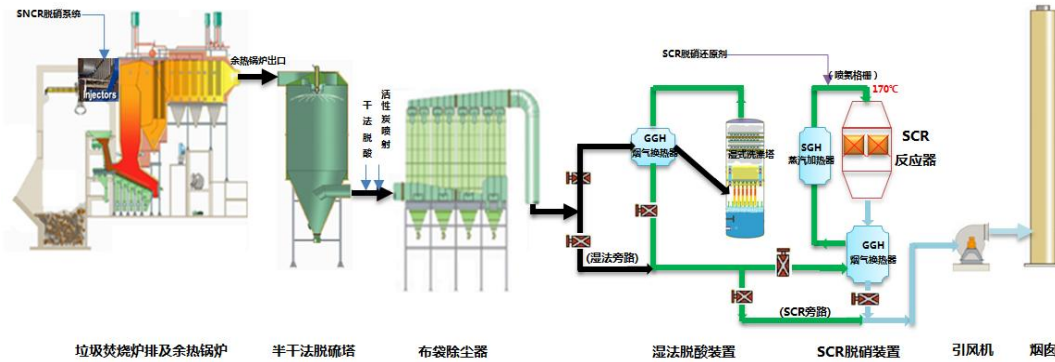 SNCR脱硝系统
Injectors
余热锅炉出口
干法脱酸
活性炭喷射
GGH
烟气换热器
湿式洗涤塔
(湿法旁路)
SCR脱硝还原剂
(喷氨格栅)
170℃
SGH
蒸汽加热器
SCR
反应器
GGH
烟气换热器
(SCR旁路)
垃圾焚烧炉排及余热锅炉
半干法脱硫塔
布袋除尘器
湿法脱酸装置
SCR脱硝装置
引风机
烟囱